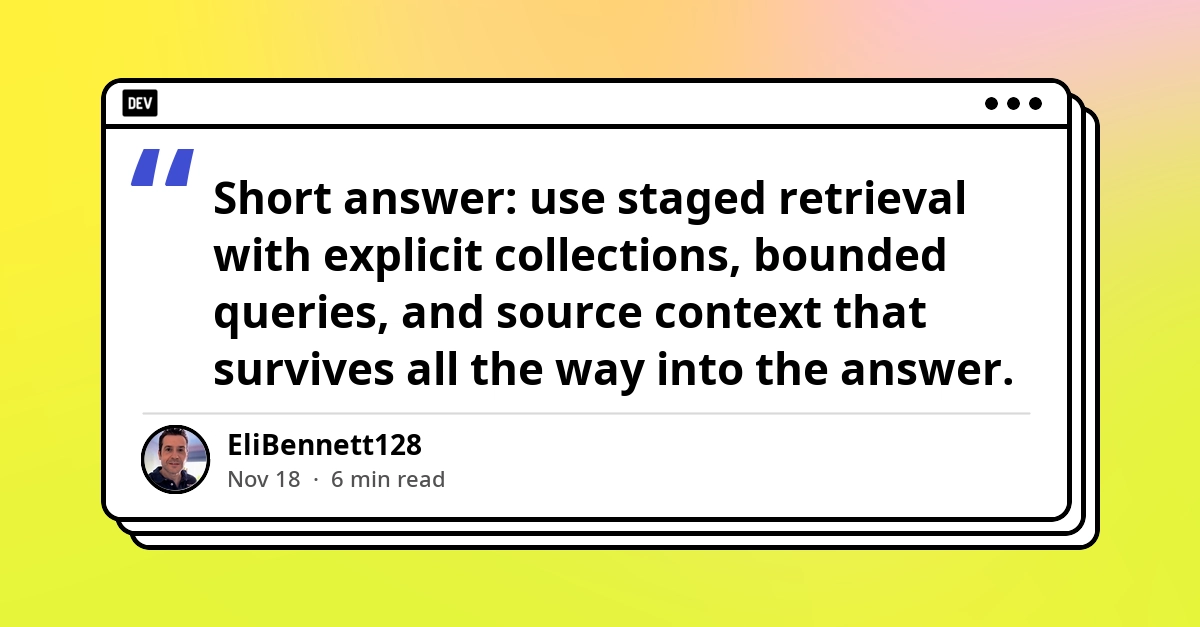 DEV
“
Short answer: use staged retrieval
with explicit collections, bounded
queries, and source context that
survives all the way into the answer.
EliBennett128
Nov 18 · 6 min read